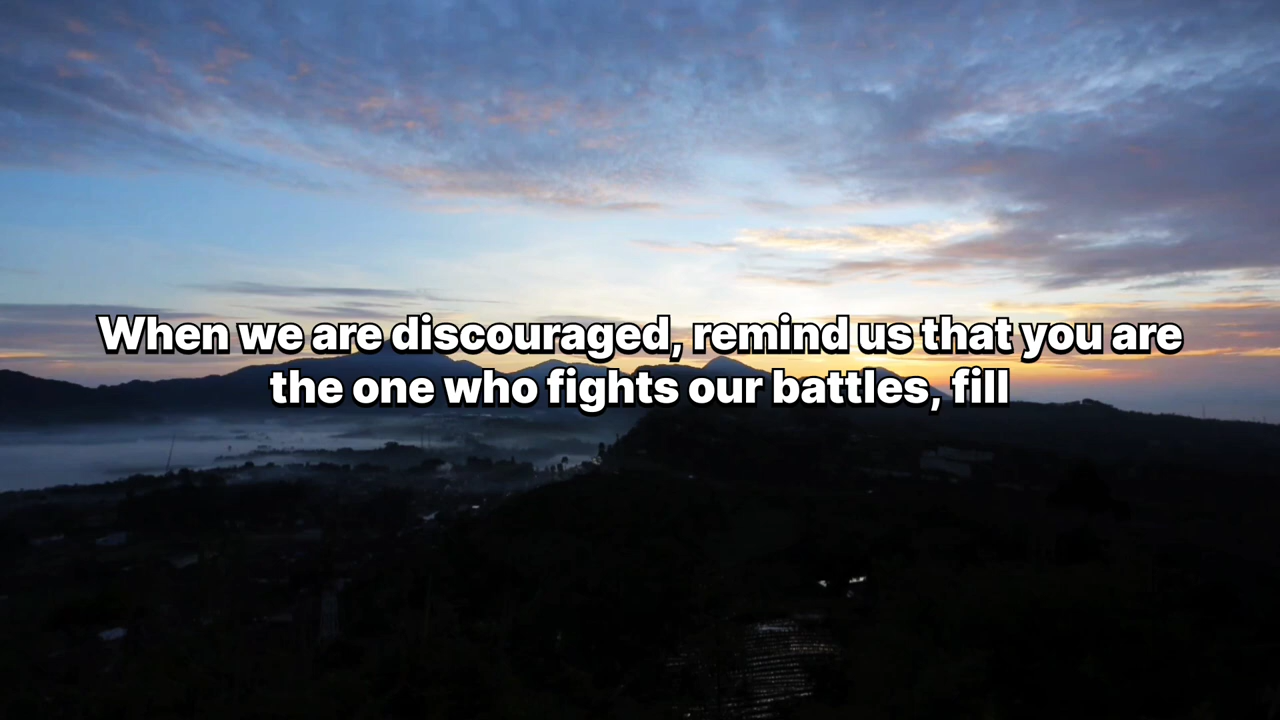 When we are discouraged, remind us that you are
the one who fights our battles, fill